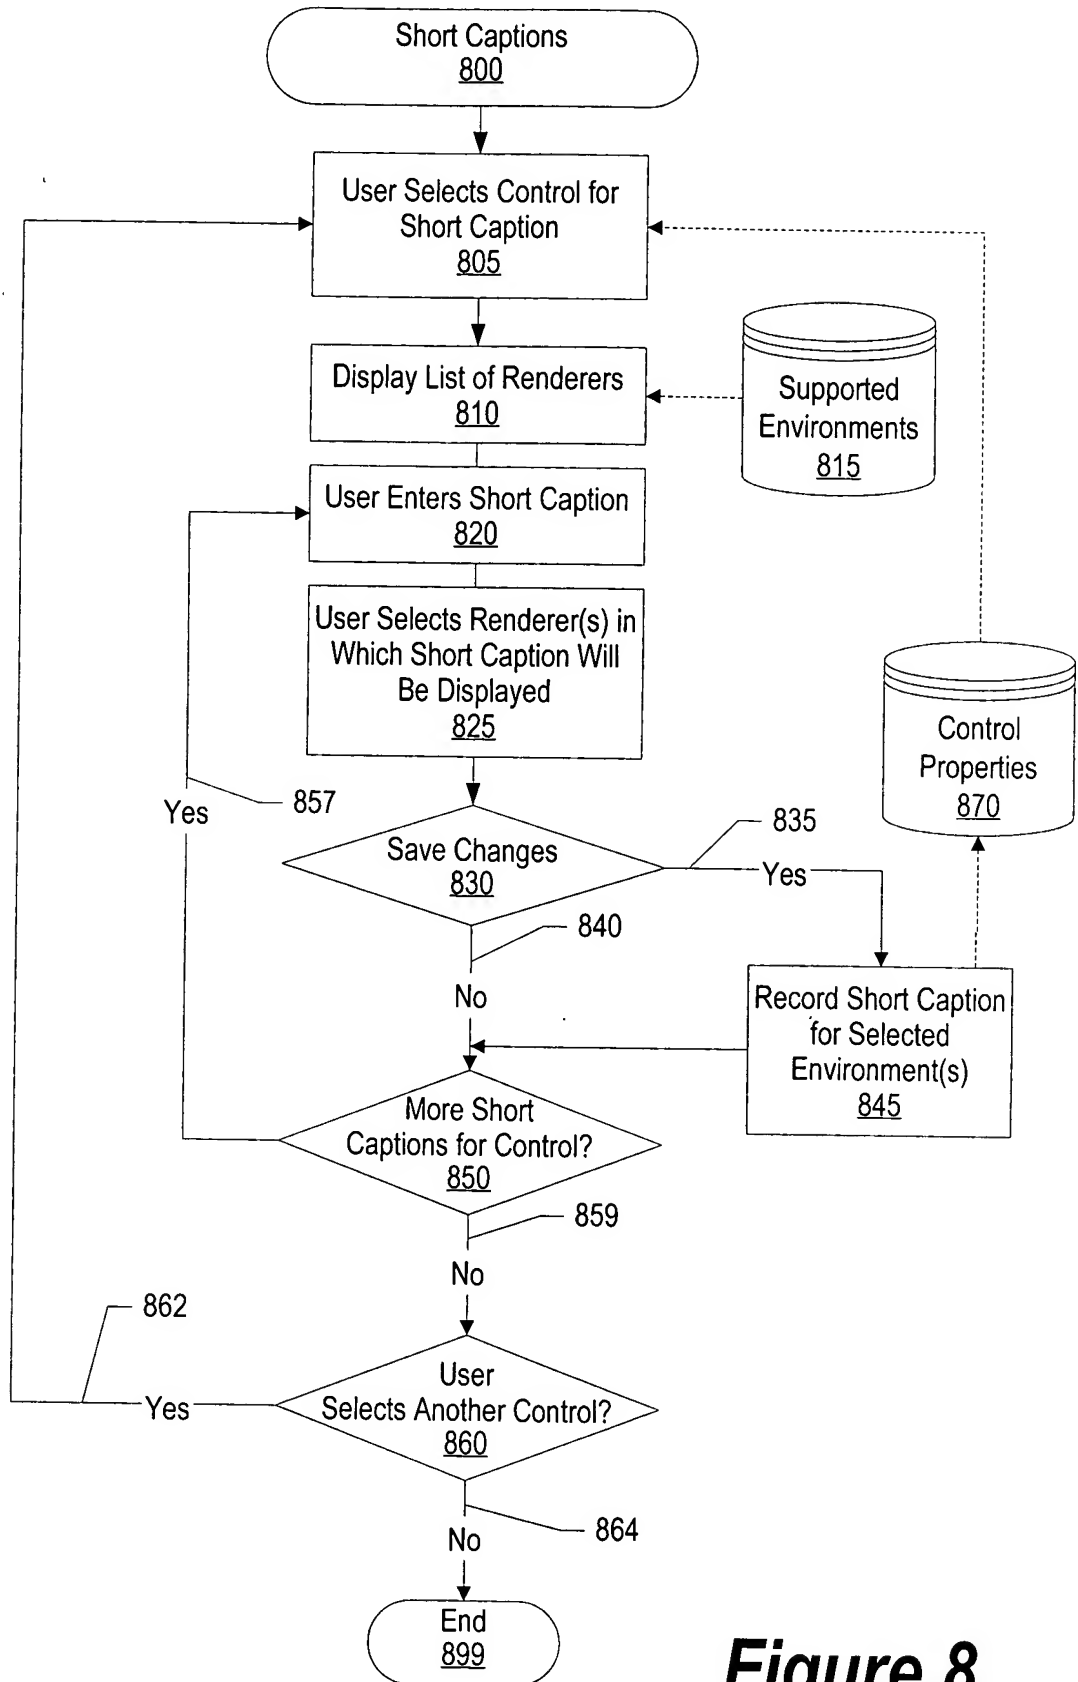 Short Captions
800
User Selects Control for
Short Caption
805
Display List of Renderers
810
Supported
Environments
815
User Enters Short Caption
820
User Selects Renderer(s) in
Which Short Caption Will
Be Displayed
825
Control
Properties
870
857
Yes
835
Save Changes
830
Yes
840
No
Record Short Caption
for Selected
Environment(s)
845
More Short
Captions for Control?
850
859
No
862
User
Selects Another Control?
860
Yes
864
No
End
899
Figure 8